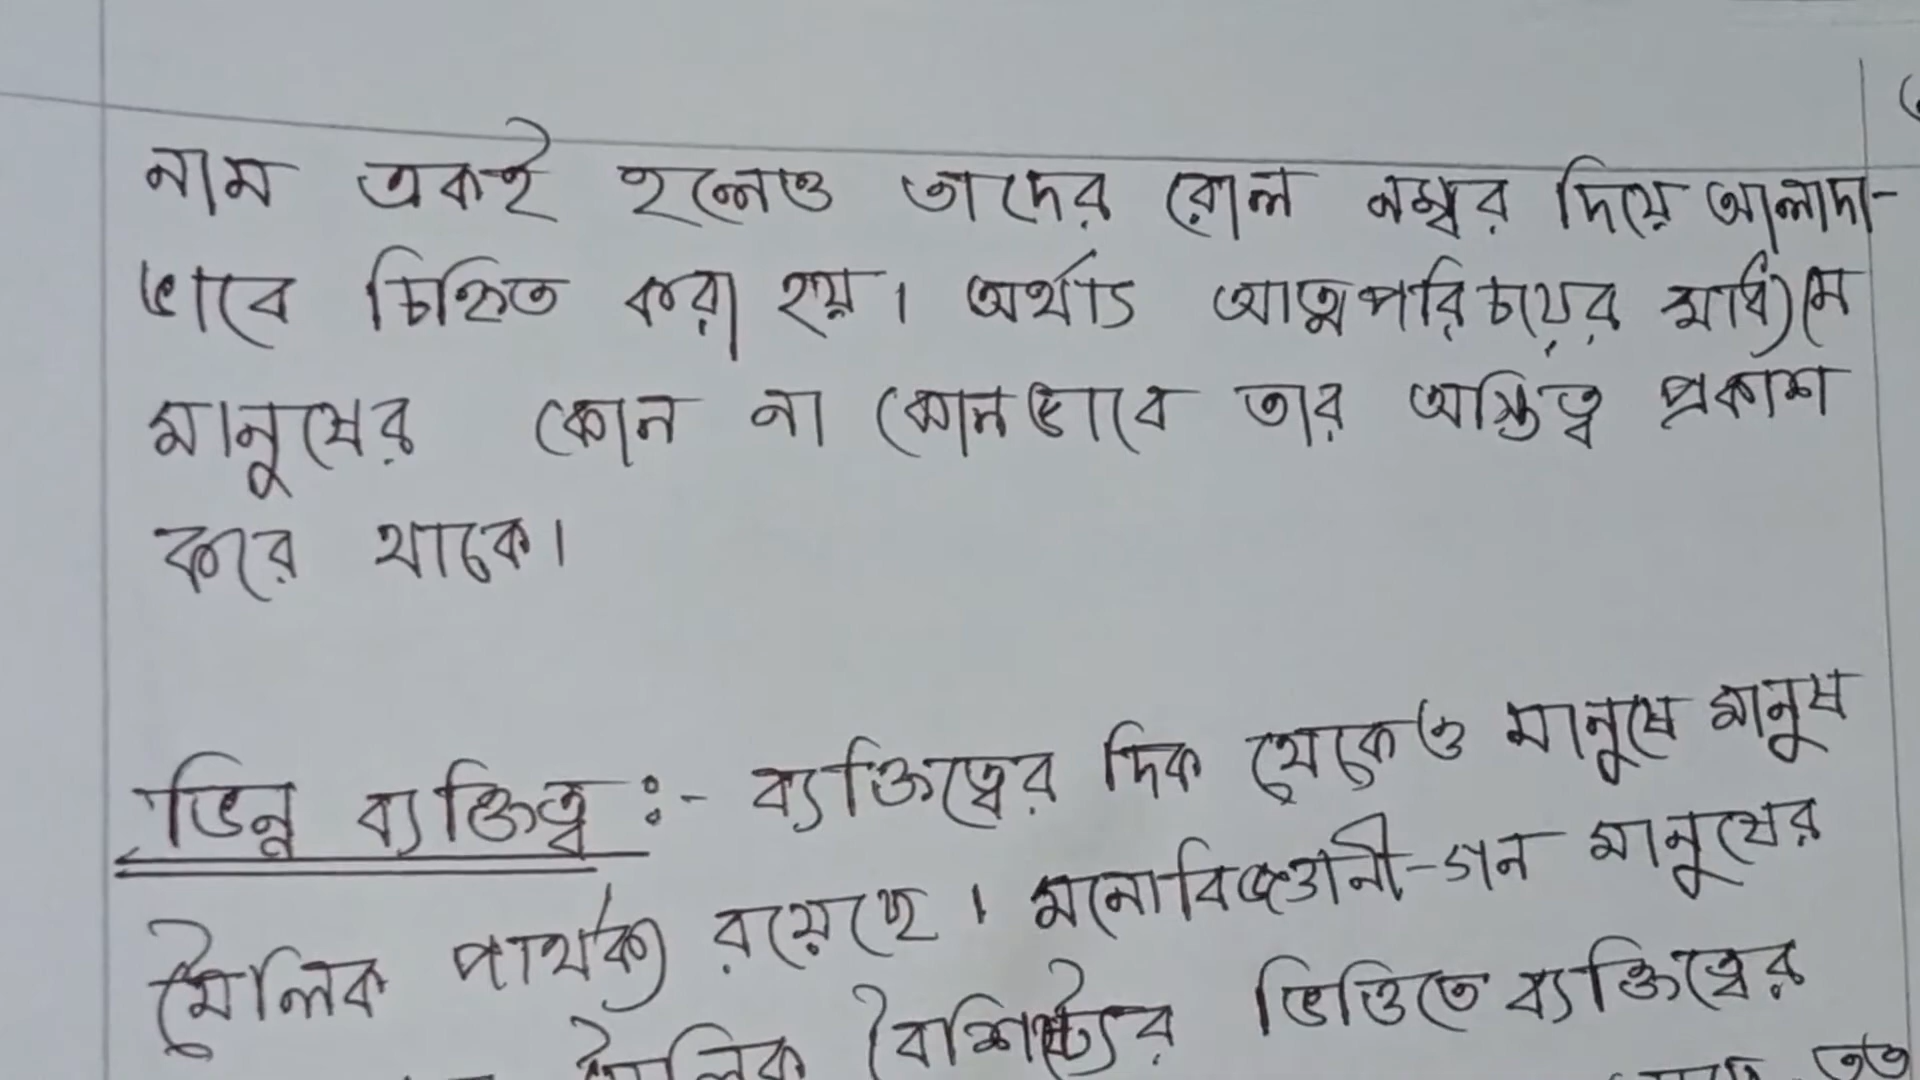 নাম একই হলেও তাদের রোল নম্বর দিয়ে আলাদা-
ভাবে চিহ্নিত করা হয়। অর্থাৎ আত্মপরিচয়ের মাধ্যমে
মানুষের কোন না কোনভাবে তার অস্তিত্ব প্রকাশ
করে থাকে।
ভিন্ন ব্যক্তিত্ব :- ব্যক্তিত্বের দিক থেকেও মানুষে মানুষ
মৌলিক পার্থক্য রয়েছে। মনোবিজ্ঞানী-গন মানুষের
মৌলিক বৈশিষ্ট্যের ভিত্তিতে ব্যক্তিত্বের